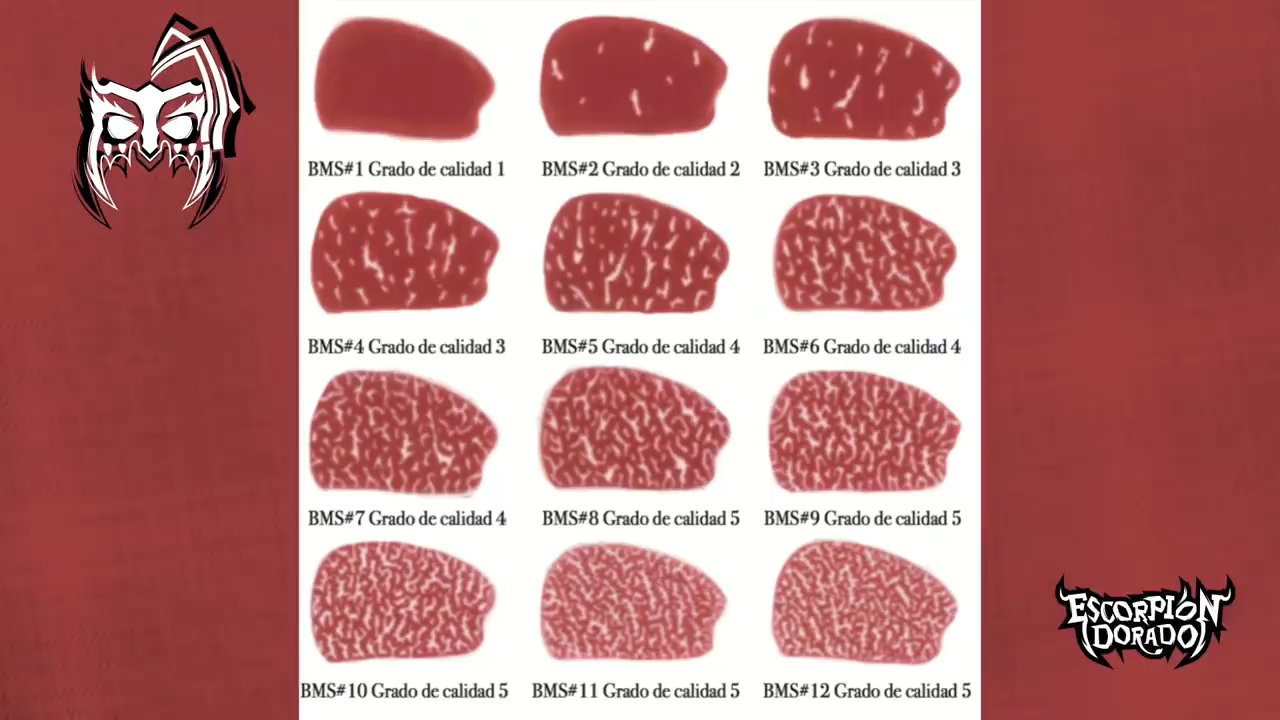 BMS#1 Grado de calidad 1
BMS#2 Grado de calidad 2
BMS#3 Grado de calidad 3
BMS#4 Grado de calidad 3
BMS#5 Grado de calidad 4
BMS#6 Grado de calidad 4
BMS#7 Grado de calidad 4
BMS#8 Grado de calidad 5
BMS#9 Grado de calidad 5
BMS#10 Grado de calidad 5
BMS#11 Grado de calidad 5
BMS#12 Grado de calidad 5
ESCORPIÓN
DORADO